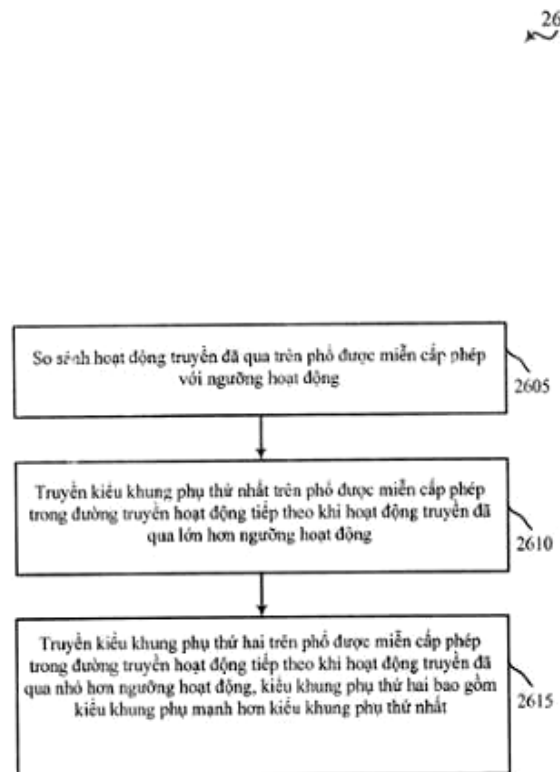 26
So sánh hoạt động truyền đã qua trên phổ được miễn cấp phép
với ngưỡng hoạt động
2605
Truyền kiểu khung phụ thứ nhất trên phổ được miễn cấp phép
trong đường truyền hoạt động tiếp theo khi hoạt động truyền đã
qua lớn hơn ngưỡng hoạt động
2610
Truyền kiểu khung phụ thứ hai trên phổ được miễn cấp phép
trong đường truyền hoạt động tiếp theo khi hoạt động truyền đã
qua nhỏ hơn ngưỡng hoạt động, kiểu khung phụ thứ hai bao gồm
kiểu khung phụ mạnh hơn kiểu khung phụ thứ nhất
2615